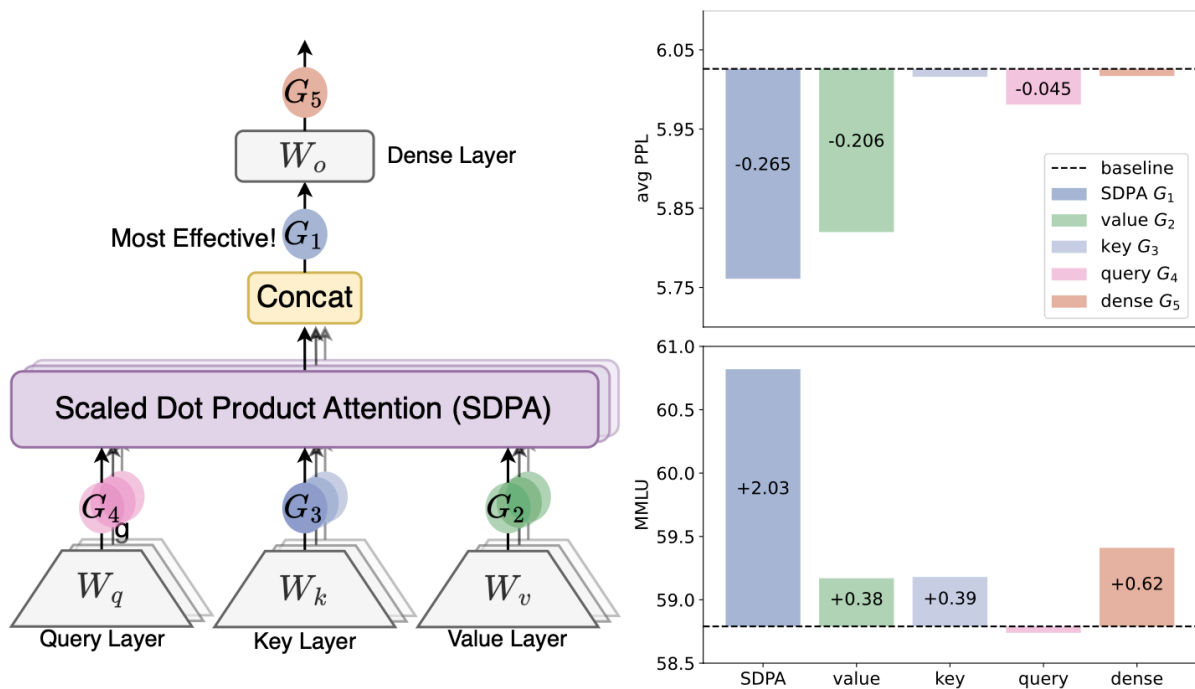 G5
Wo
Dense Layer
Most Effective!
G1
Concat
Scaled Dot Product Attention (SDPA)
G4
g
G3
G2
Wq
Wk
Wv
Query Layer
Key Layer
Value Layer
avg PPL
6.05
5.95
5.85
5.75
-0.265
-0.206
-0.045
baseline
SDPA G1
value G2
key G3
query G4
dense G5
MMLU
61.0
60.5
60.0
59.5
59.0
58.5
+2.03
+0.38
+0.39
+0.62
SDPA
value
key
query
dense